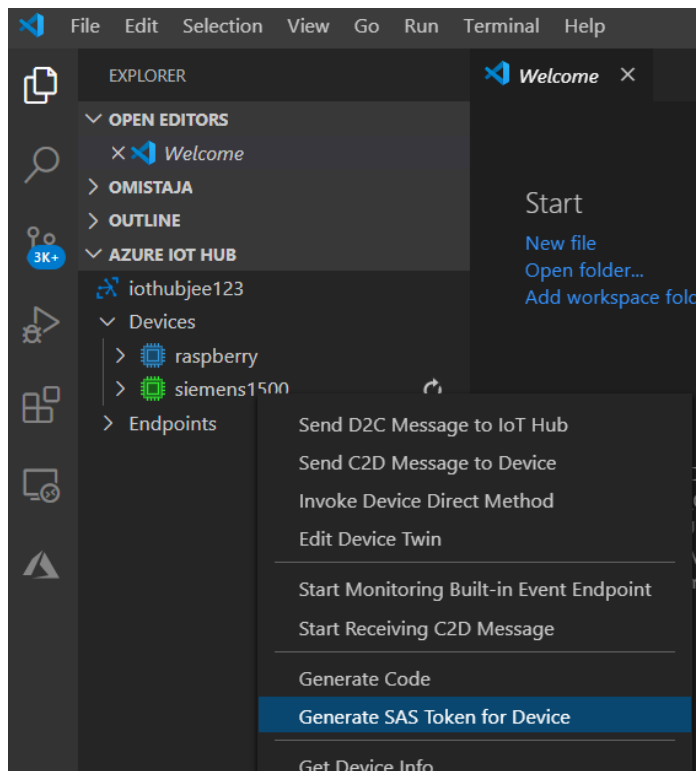 File Edit Selection View Go Run Terminal Help
EXPLORER
Welcome
OPEN EDITORS
Welcome
OMISTAJA
OUTLINE
3K+
AZURE IOT HUB
iothubjee123
Devices
raspberry
siemens1500
Endpoints
Start
New file
Open folder...
Add workspace
Send D2C Message to IoT Hub
Send C2D Message to Device
Invoke Device Direct Method
Edit Device Twin
Start Monitoring Built-in Event Endpoint
Start Receiving C2D Message
Generate Code
Generate SAS Token for Device
Get Device Info